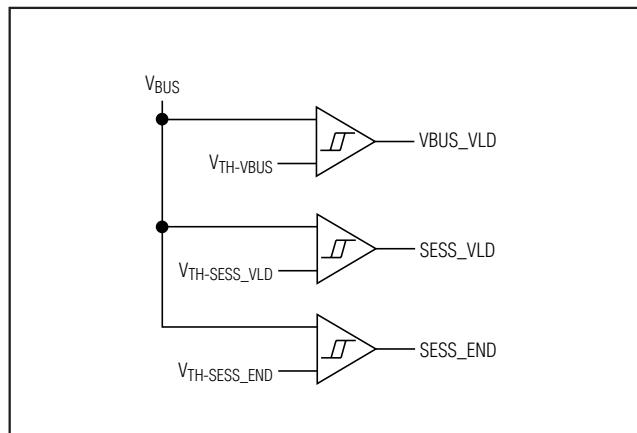 VBUS
VTH-VBUS
VBUS_VLD
VTH-SESS_VLD
SESS_VLD
VTH-SESS_END
SESS_END